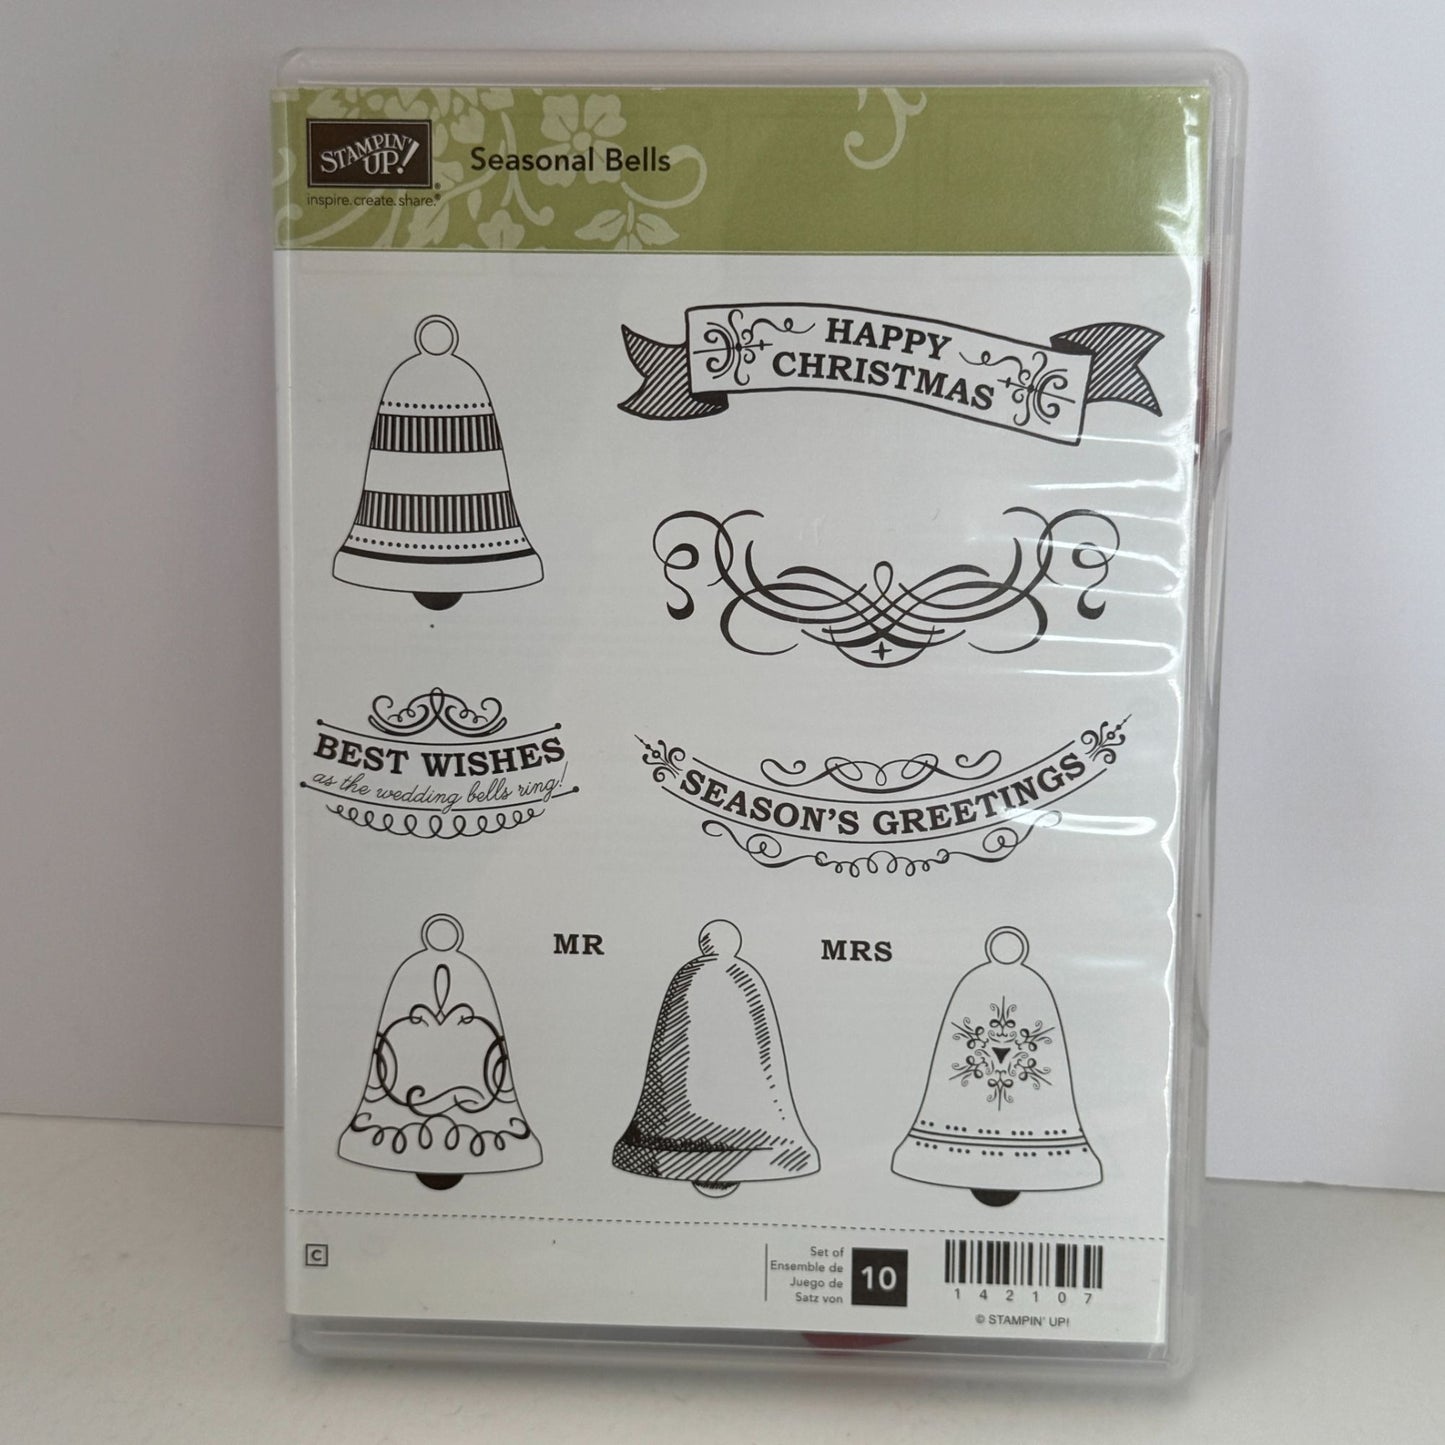 STAMPIN' UP!®
inspire. create. share.®
Seasonal Bells
HAPPY
CHRISTMAS
BEST WISHES
as the wedding bells ring!
SEASON'S GREETINGS
MR
MRS
C
Set of
Ensemble de
Juego de
Satz von
10
142107
© STAMPIN' UP!